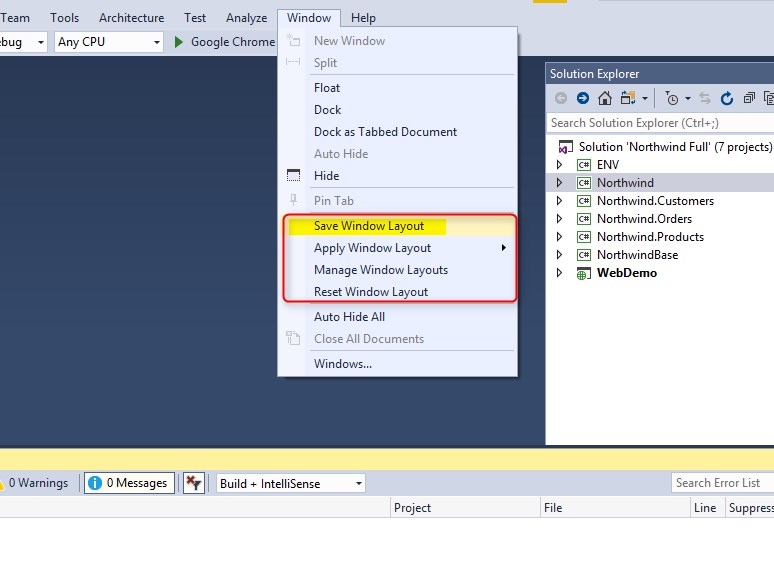 Team Tools Architecture Test Analyze Window Help
Any CPU Google Chrome
New Window
Split
Float
Dock
Dock as Tabbed Document
Auto Hide
Hide
Pin Tab
Save Window Layout
Apply Window Layout
Manage Window Layouts
Reset Window Layout
Auto Hide All
Close All Documents
Windows...
Solution Explorer
Search Solution Explorer (Ctrl+;)
Solution 'Northwind Full' (7 projects)
C# ENV
C# Northwind
C# Northwind.Customers
C# Northwind.Orders
C# Northwind.Products
C# NorthwindBase
WebDemo
0 Warnings 0 Messages Build + IntelliSense Search Error List
Project File Line Suppress